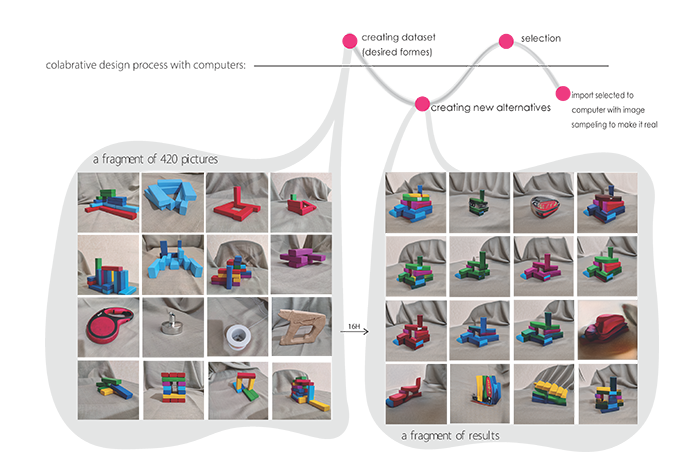 creating dataset
(desired formes)
selection
colabrative design process with computers:
import selected to
computer with image
sampeling to make it real
creating new alternatives
a fragment of 420 pictures
16H
a fragment of results